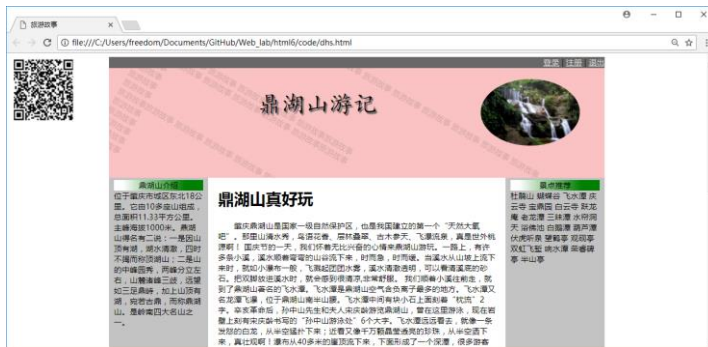 旅游故事
file:///C:/Users/freedom/Documents/GitHub/Web_lab/html6/code/dhs.html
登录 | 注册 | 退出
鼎湖山游记
鼎湖山介绍
位于肇庆市城区东北18公
里。它由10多座山组成，
总面积11.33平方公里。
主峰海拔1000米。鼎湖
山得名有二说：一是因山
顶有湖，湖水清澈，四时
不竭而称顶湖山；二是山
的中峰圆秀，两峰分立左
右，山麓诸峰三歧，远望
如三足鼎峙，加上山顶有
湖，宛若古鼎，而称鼎湖
山。是岭南四大名山之
一。
鼎湖山真好玩
肇庆鼎湖山是国家一级自然保护区，也是我国建立的第一个“天然大氧
吧”。那里山清水秀，鸟语花香、层林叠翠、古木参天、飞瀑流泉，真是世外桃
源啊！ 国庆节的一天，我们怀着无比兴奋的心情来鼎湖山游玩。一路上，有许
多条小溪，溪水顺着弯弯的山谷流下来，时而急，时而缓。当溪水从山坡上流下
来时，就如小瀑布一般，飞溅起团团水雾，溪水清澈透明，可以看清溪底的砂
石。把双脚放进溪水时，就会感到很清凉,非常舒服。 我们顺着小溪往前走，就
到了鼎湖山著名的飞水潭。飞水潭是鼎湖山空气含负离子最多的地方。飞水潭又
名龙潭飞瀑，位于鼎湖山南半山腰。飞水潭中间有块小石上面刻着“枕流”2
字。辛亥革命后，孙中山先生和夫人宋庆龄游览鼎湖山，曾在这里游泳，现在岩
壁上刻有宋庆龄书写的“孙中山游泳处”6个大字。飞水潭远远看去，就像一条
发怒的白龙，从半空猛扑下来；近看又像千万颗晶莹通亮的珍珠，从半空洒下
来，真壮观啊！瀑布从40多米的崖顶流下来，下面形成了一个深潭，很多游客
景点推荐